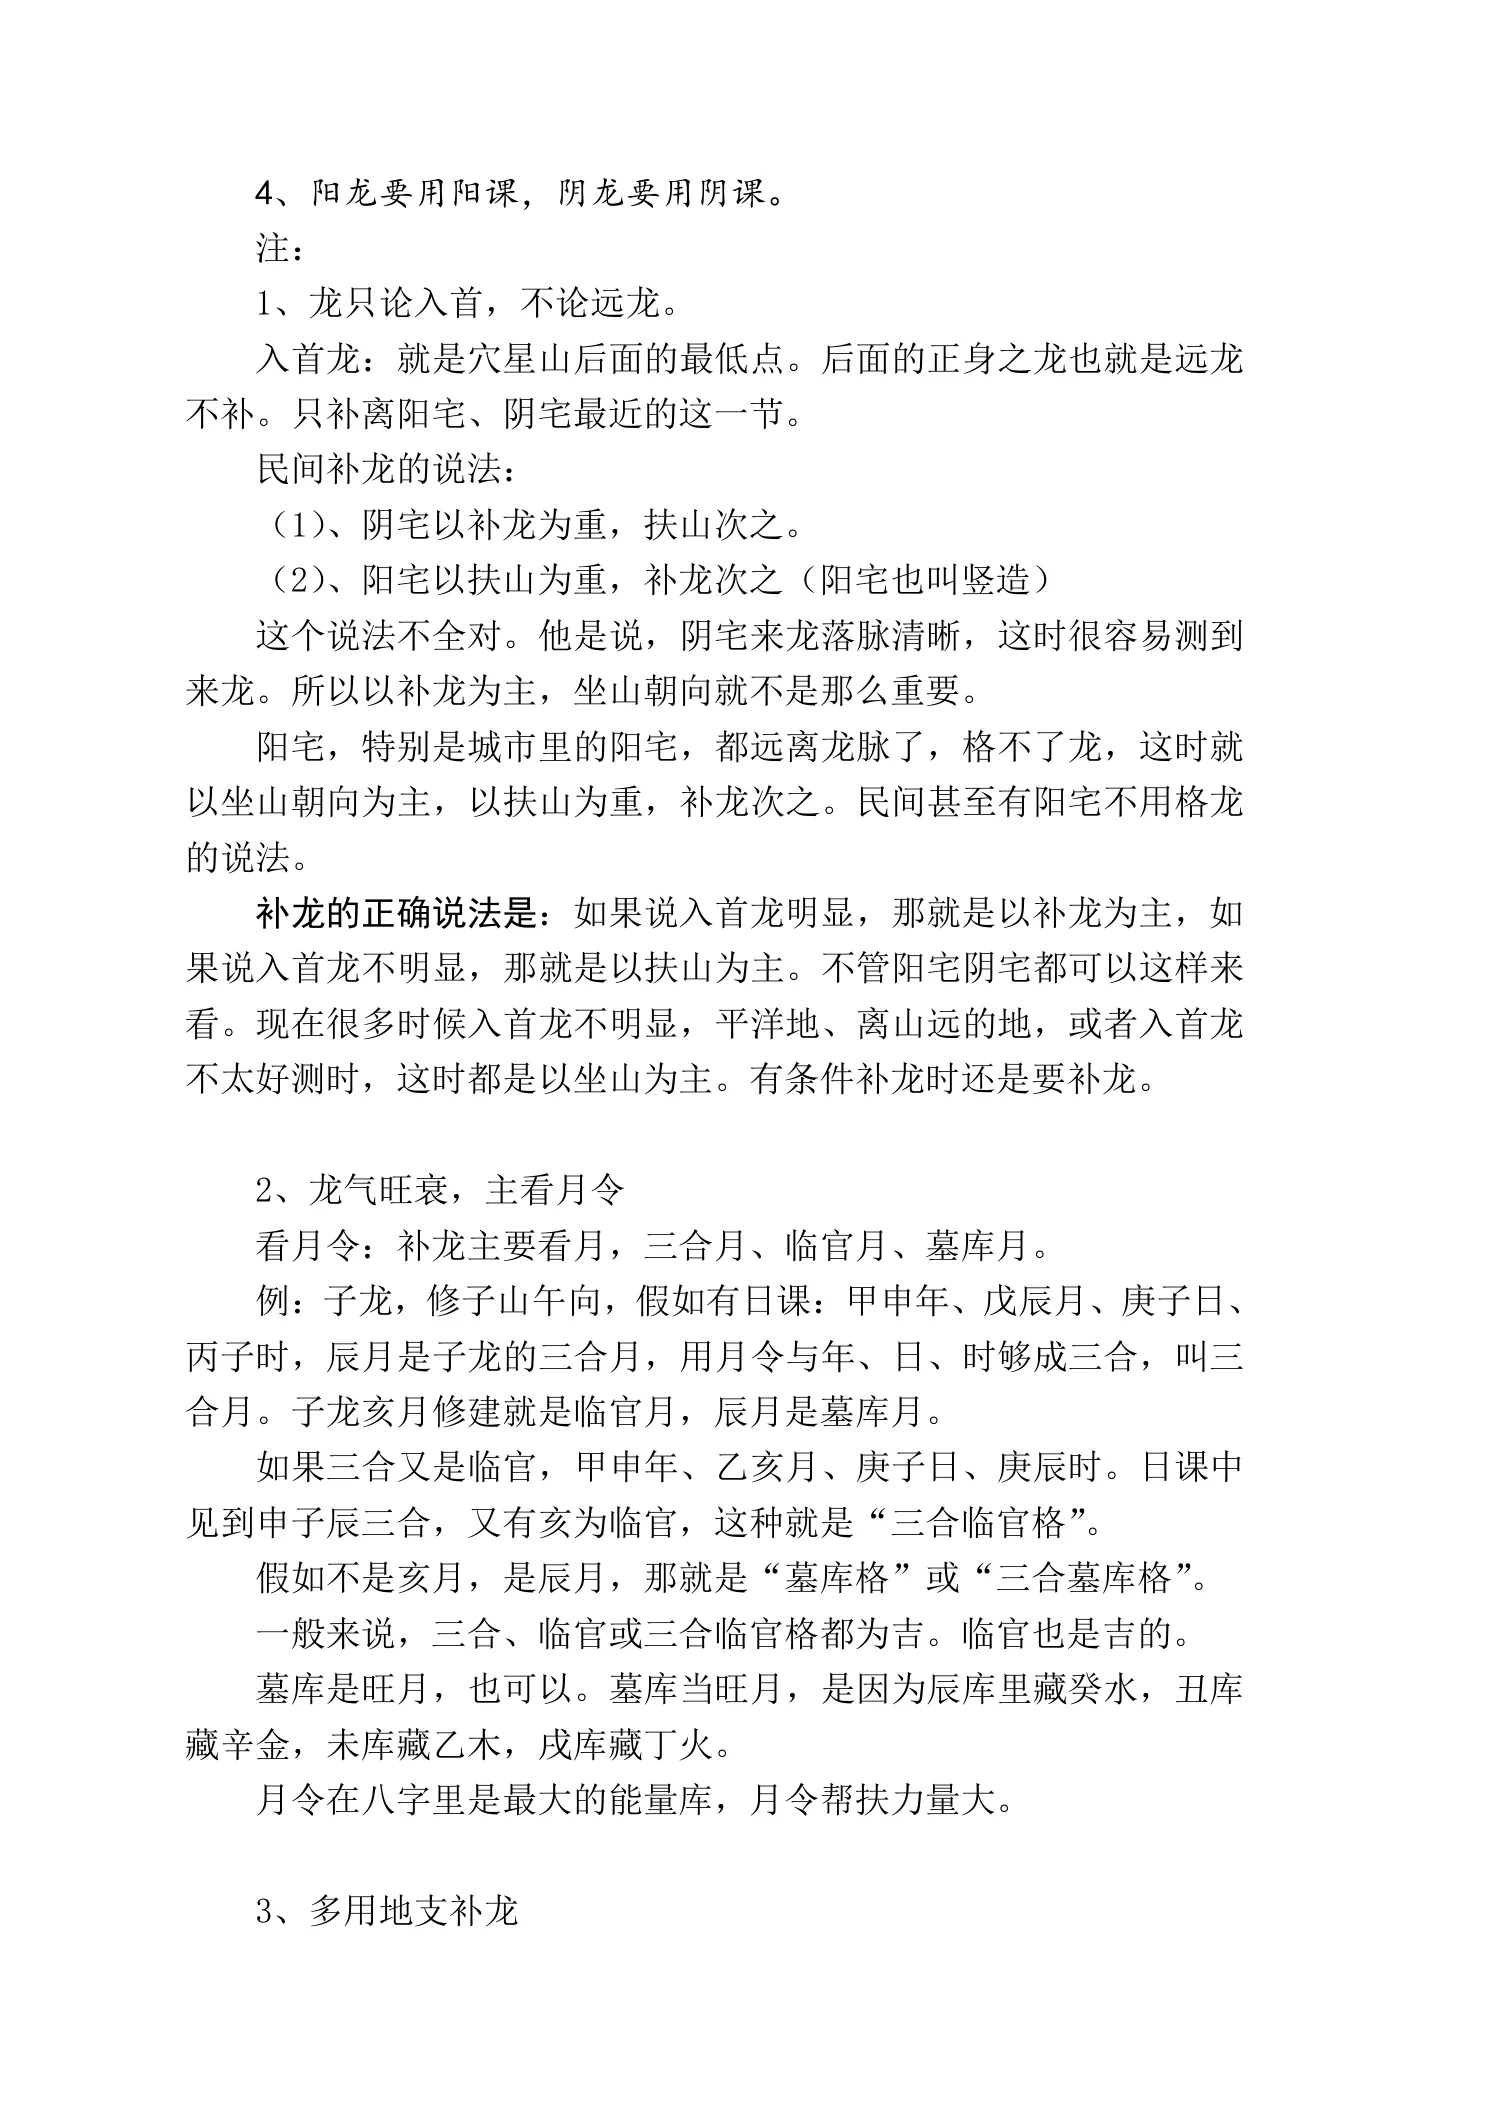 4、阳龙要用阳课，阴龙要用阴课。
注：
1、龙只论入首，不论远龙。
入首龙：就是穴星山后面的最低点。后面的正身之龙也就是远龙
不补。只补离阳宅、阴宅最近的这一节。
民间补龙的说法：
（1）、阴宅以补龙为重，扶山次之。
（2）、阳宅以扶山为重，补龙次之（阳宅也叫竖造）
这个说法不全对。他是说，阴宅来龙落脉清晰，这时很容易测到
来龙。所以以补龙为主，坐山朝向就不是那么重要。
阳宅，特别是城市里的阳宅，都远离龙脉了，格不了龙，这时就
以坐山朝向为主，以扶山为重，补龙次之。民间甚至有阳宅不用格龙
的说法。
补龙的正确说法是：如果说入首龙明显，那就是以补龙为主，如
果说入首龙不明显，那就是以扶山为主。不管阳宅阴宅都可以这样来
看。现在很多时候入首龙不明显，平洋地、离山远的地，或者入首龙
不太好测时，这时都是以坐山为主。有条件补龙时还是要补龙。
2、龙气旺衰，主看月令
看月令：补龙主要看月，三合月、临官月、墓库月。
例：子龙，修子山午向，假如有日课：甲申年、戊辰月、庚子日、
丙子时，辰月是子龙的三合月，用月令与年、日、时够成三合，叫三
合月。子龙亥月修建就是临官月，辰月是墓库月。
如果三合又是临官，甲申年、乙亥月、庚子日、庚辰时。日课中
见到申子辰三合，又有亥为临官，这种就是“三合临官格”。
假如不是亥月，是辰月，那就是“墓库格”或“三合墓库格”。
一般来说，三合、临官或三合临官格都为吉。临官也是吉的。
墓库是旺月，也可以。墓库当旺月，是因为辰库里藏癸水，丑库
藏辛金，未库藏乙木，戌库藏丁火。
月令在八字里是最大的能量库，月令帮扶力量大。
3、多用地支补龙